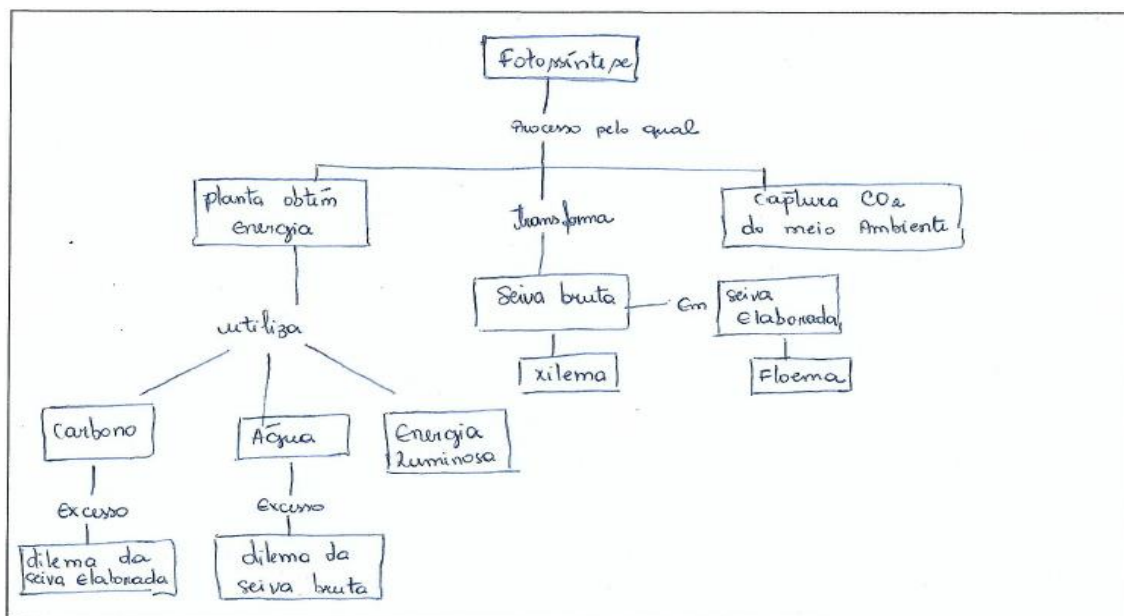 Fotossíntese
Processo pelo qual
planta obtém
energia
transforma
captura CO2
do meio Ambiente
Seiva bruta
Em
seiva
Elaborada
xilema
Floema
utiliza
Carbono
Água
Energia
Luminosa
Excesso
Excesso
dilema da
seiva Elaborada
dilema da
seiva bruta